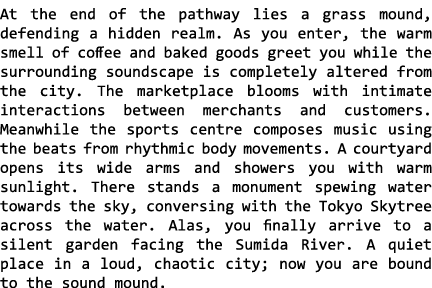 At the end of the pathway lies a grass mound,
defending a hidden realm. As you enter, the warm
smell of coffee and baked goods greet you while the
surrounding soundscape is completely altered from
the city. The marketplace blooms with intimate
interactions between merchants and customers.
Meanwhile the sports centre composes music using
the beats from rhythmic body movements. A courtyard
opens its wide arms and showers you with warm
sunlight. There stands a monument spewing water
towards the sky, conversing with the Tokyo Skytree
across the water. Alas, you finally arrive to a
silent garden facing the Sumida River. A quiet
place in a loud, chaotic city; now you are bound
to the sound mound.